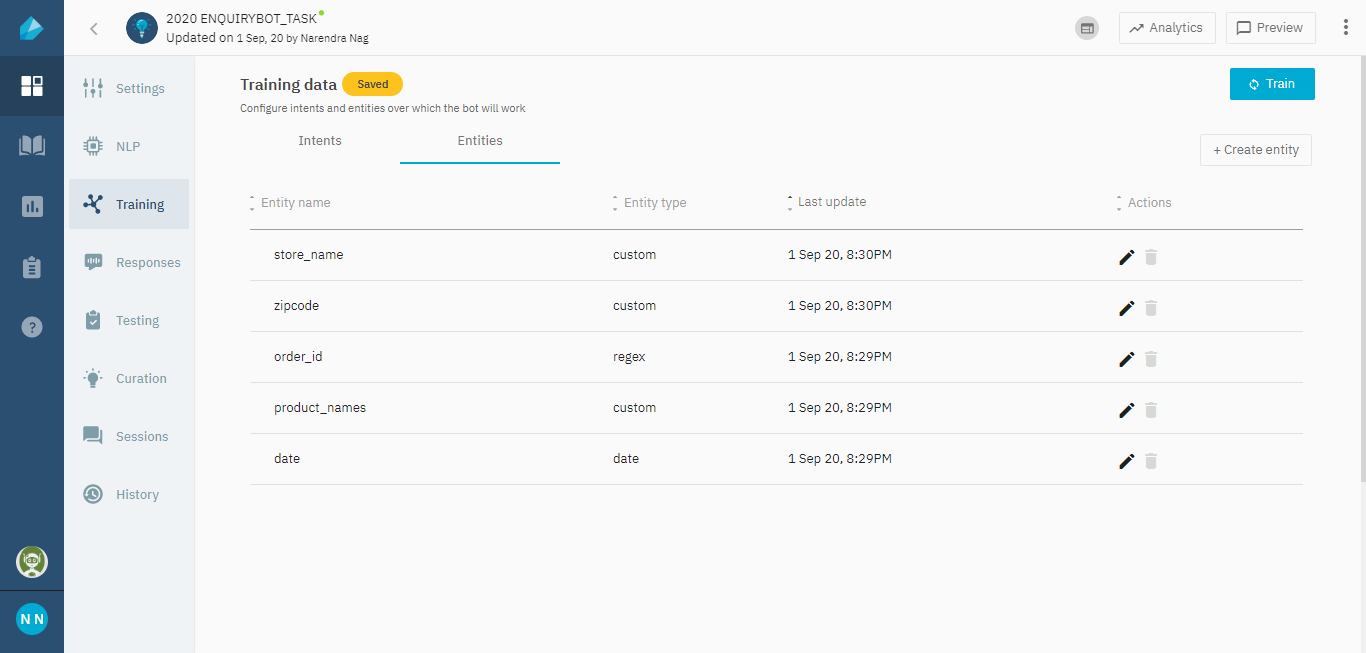 2020 ENQUIRYBOT_TASK
Updated on 1 Sep, 20 by Narendra Nag
Analytics
Preview
Settings
NLP
Training
Responses
Testing
Curation
Sessions
History
N N
Training data Saved
Train
Configure intents and entities over which the bot will work
Intents Entities
+ Create entity
Entity name Entity type Last update Actions
store_name custom 1 Sep 20, 8:30PM
zipcode custom 1 Sep 20, 8:30PM
order_id regex 1 Sep 20, 8:29PM
product_names custom 1 Sep 20, 8:29PM
date date 1 Sep 20, 8:29PM